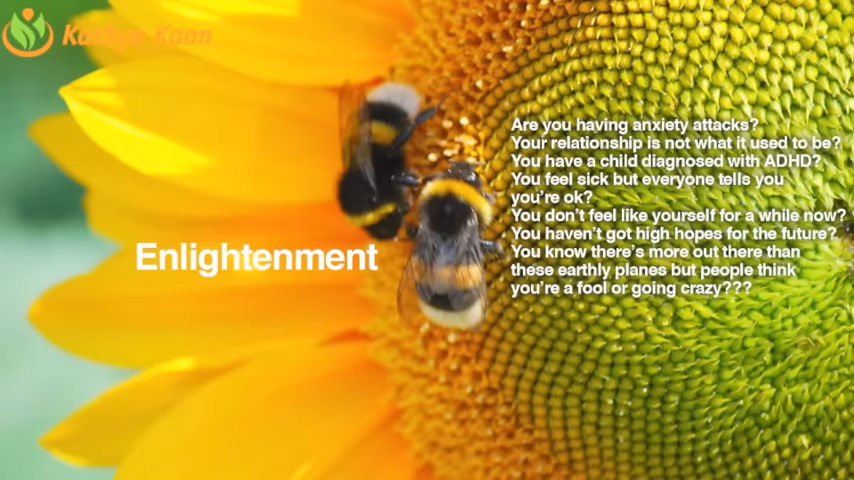 Kaan
Enlightenment
Are you having anxiety attacks?
Your relationship is not what it used to be?
You have a child diagnosed with ADHD?
You feel sick but everyone tells you
you're ok?
You don't feel like yourself for a while now?
You haven't got high hopes for the future?
You know there's more out there than
these earthly planes but people think
you're a fool or going crazy???